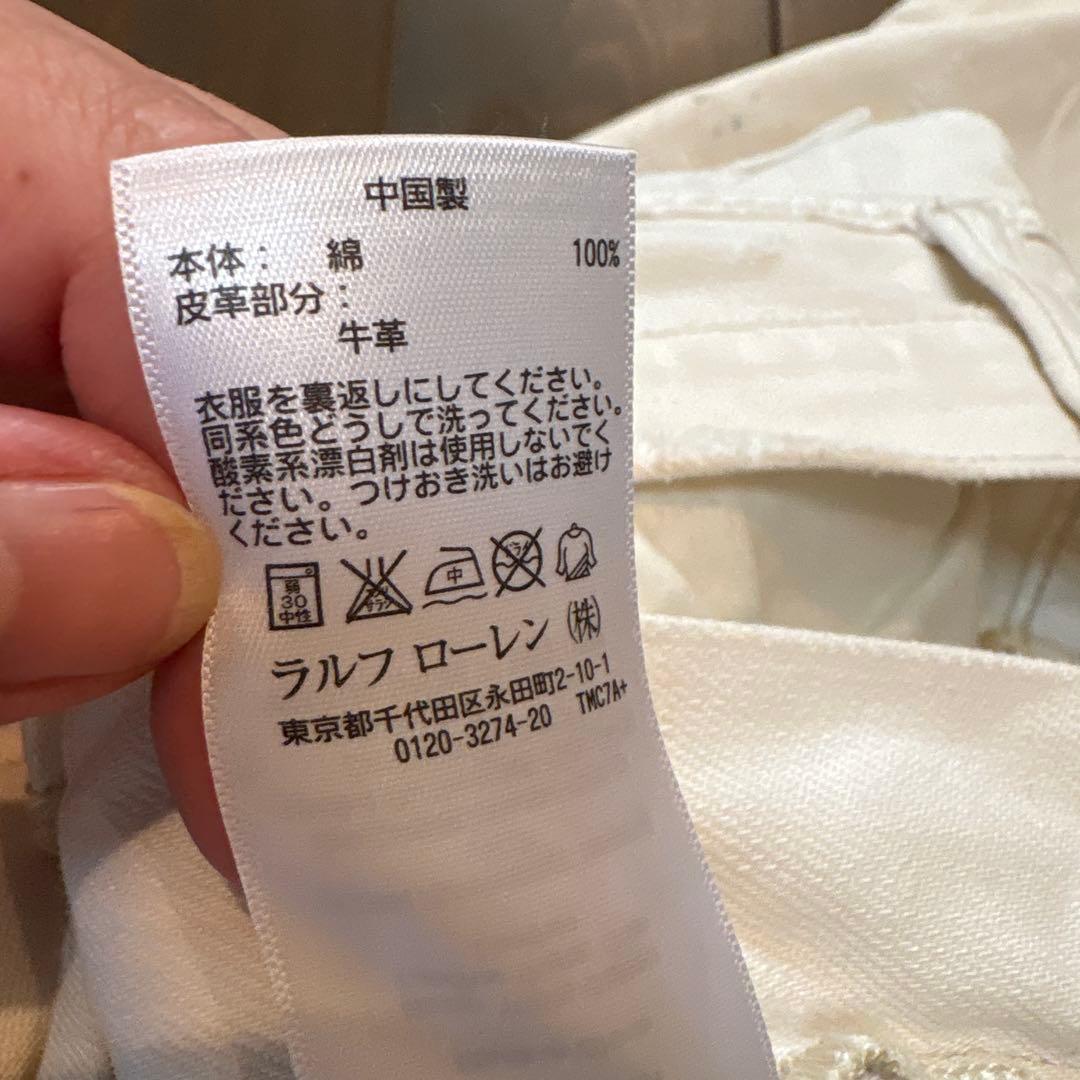 中国製
本体： 綿 100%
皮革部分：
牛革
衣服を裏返しにしてください。
同系色どうしで洗ってください。
酸素系漂白剤は使用しないでく
ださい。つけおき洗いはお避け
ください。
弱
30
中性
中
ラルフ ローレン ㈱
東京都千代田区永田町2-10-1
0120-3274-20 TMC7A+